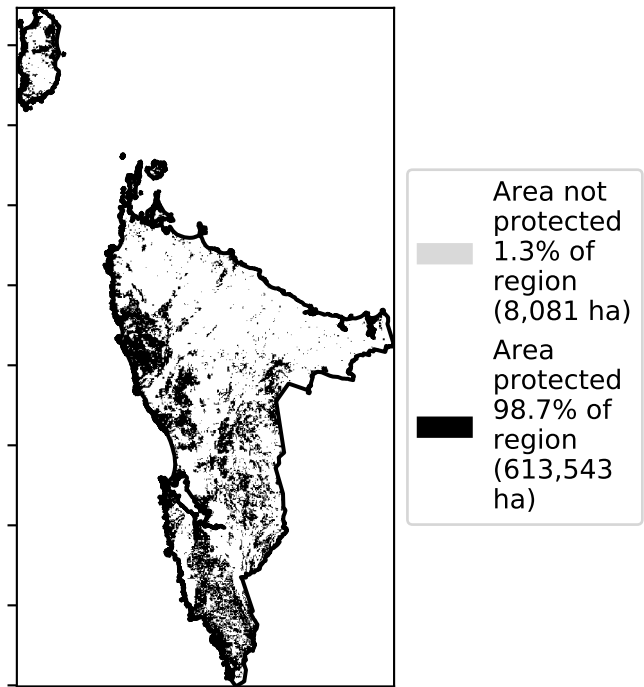 Area not
protected
1.3% of
region
(8,081 ha)
Area
protected
98.7% of
region
(613,543
ha)